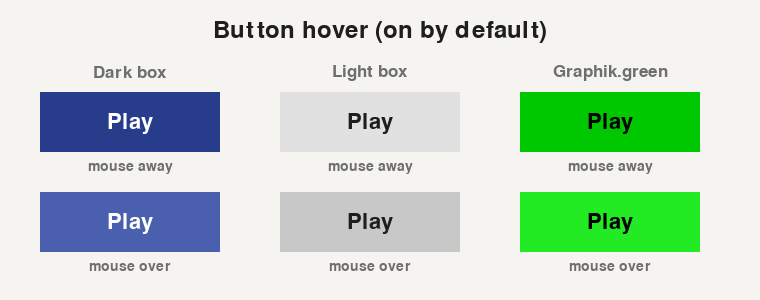 Button hover (on by default)
Dark box
Light box
Graphik.green
Play
Play
Play
mouse away
mouse away
mouse away
Play
Play
Play
mouse over
mouse over
mouse over